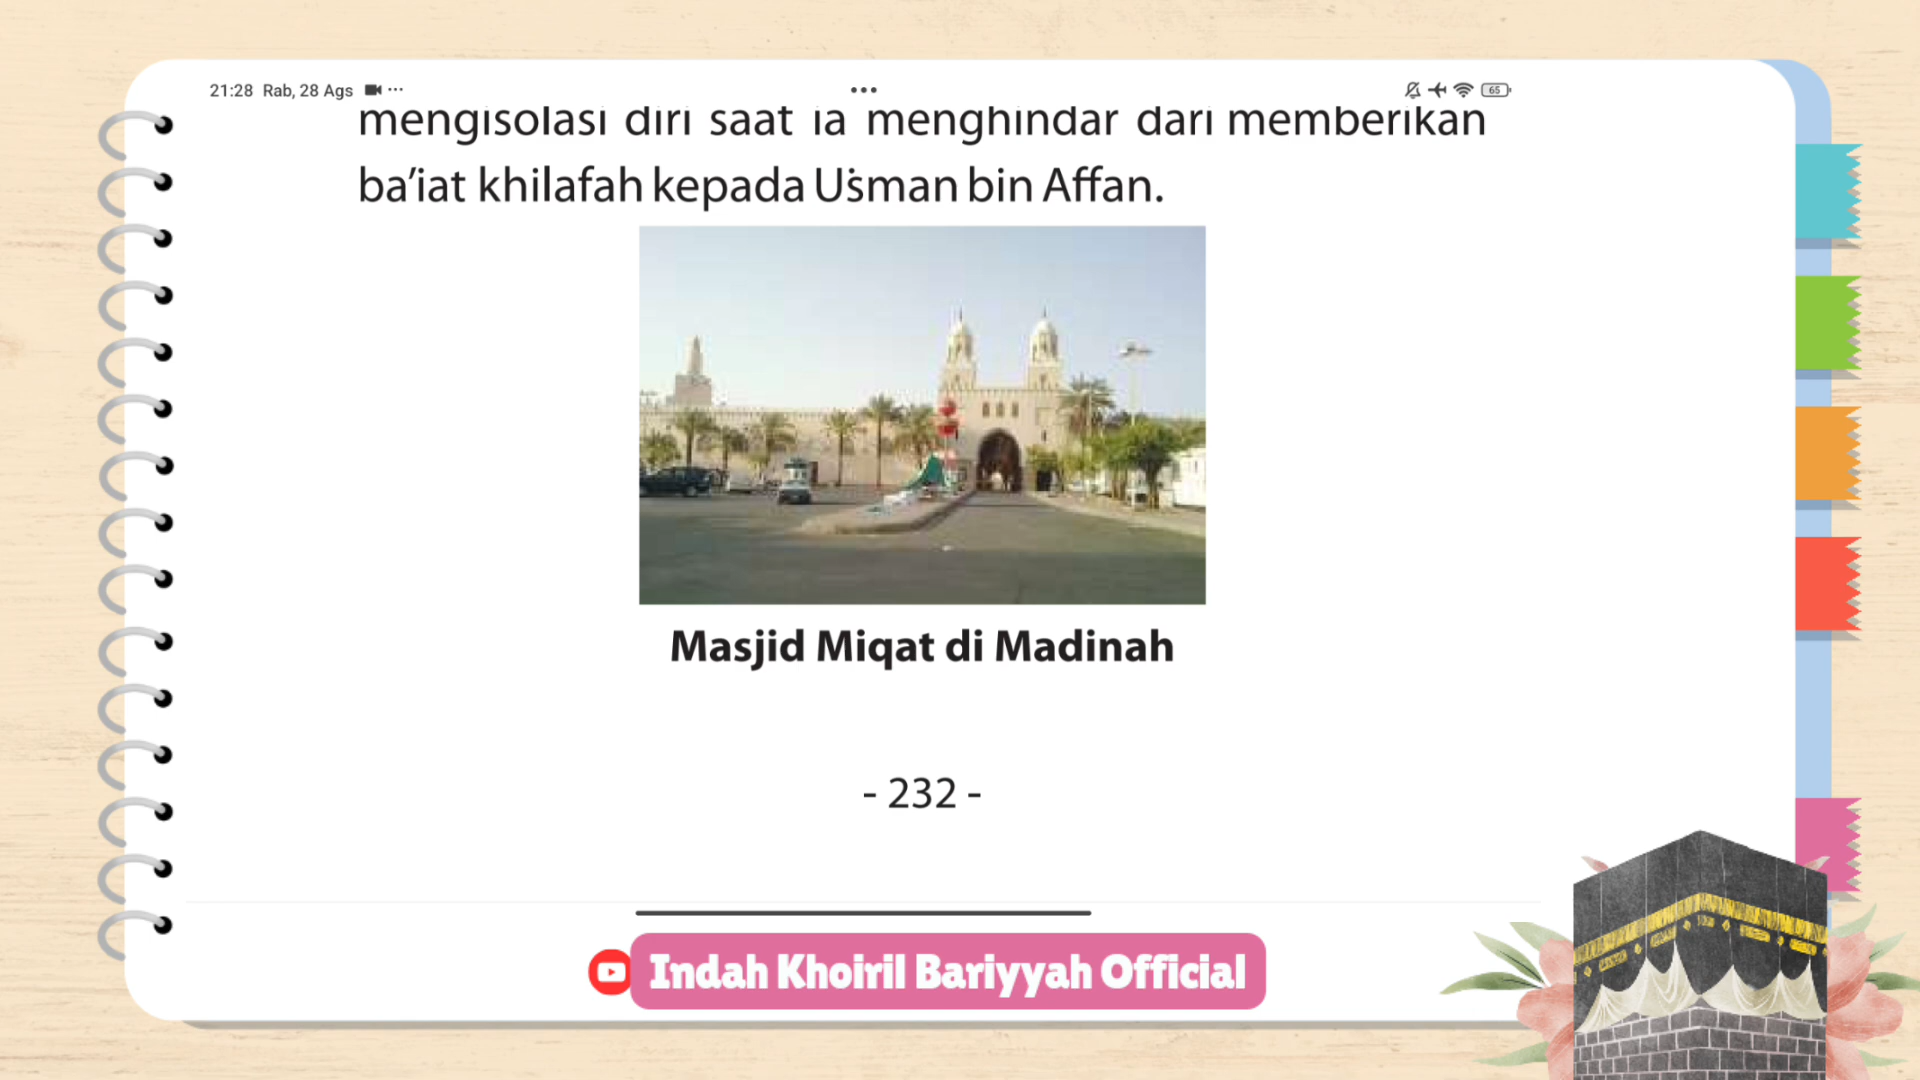 21:28 Rab, 28 Ags
65
mengisolasi diri saat ia menghindar dari memberikan
ba’iat khilafah kepada Uṡman bin Affan.
Masjid Miqat di Madinah
- 232 -
Indah Khoiril Bariyyah Official